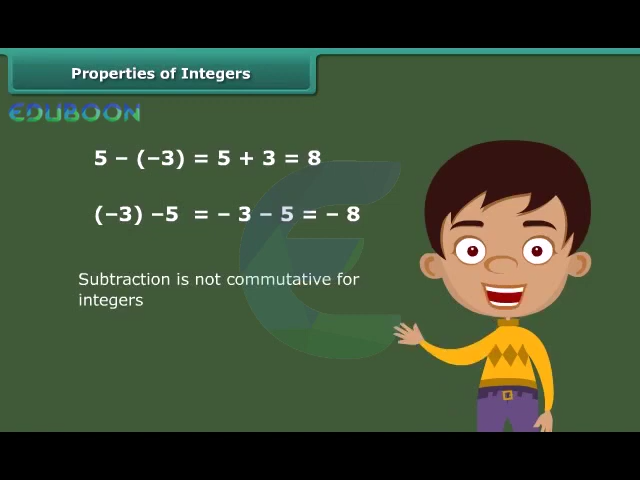 Properties of Integers
EDUBOON
5 – (–3) = 5 + 3 = 8
(–3) –5 = – 3 – 5 = – 8
Subtraction is not commutative for
integers